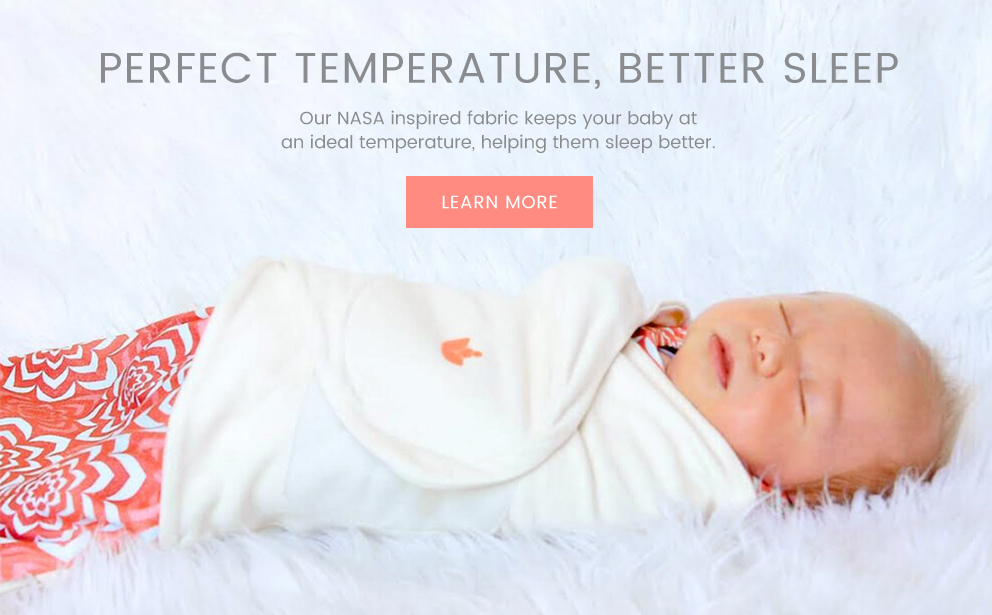 PERFECT TEMPERATURE, BETTER SLEEP
Our NASA inspired fabric keeps your baby at
an ideal temperature, helping them sleep better.
LEARN MORE